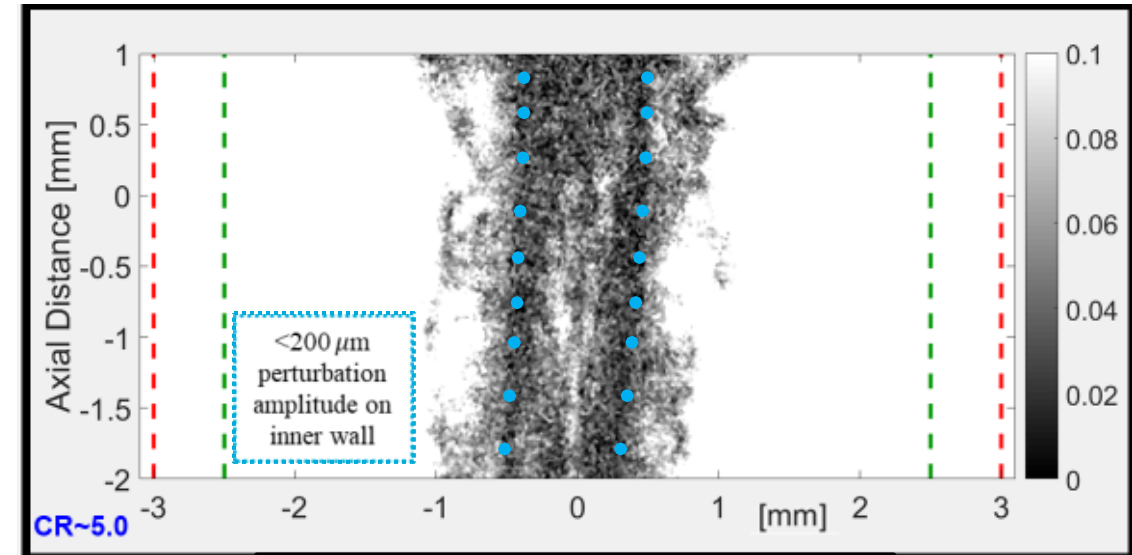 1
0.5
0
-0.5
-1
-1.5
-2
Axial Distance [mm]
<200 μm
perturbation
amplitude on
inner wall
0.1
0.08
0.06
0.04
0.02
0
-3
-2
-1
0
1
[mm]
2
3
CR~5.0